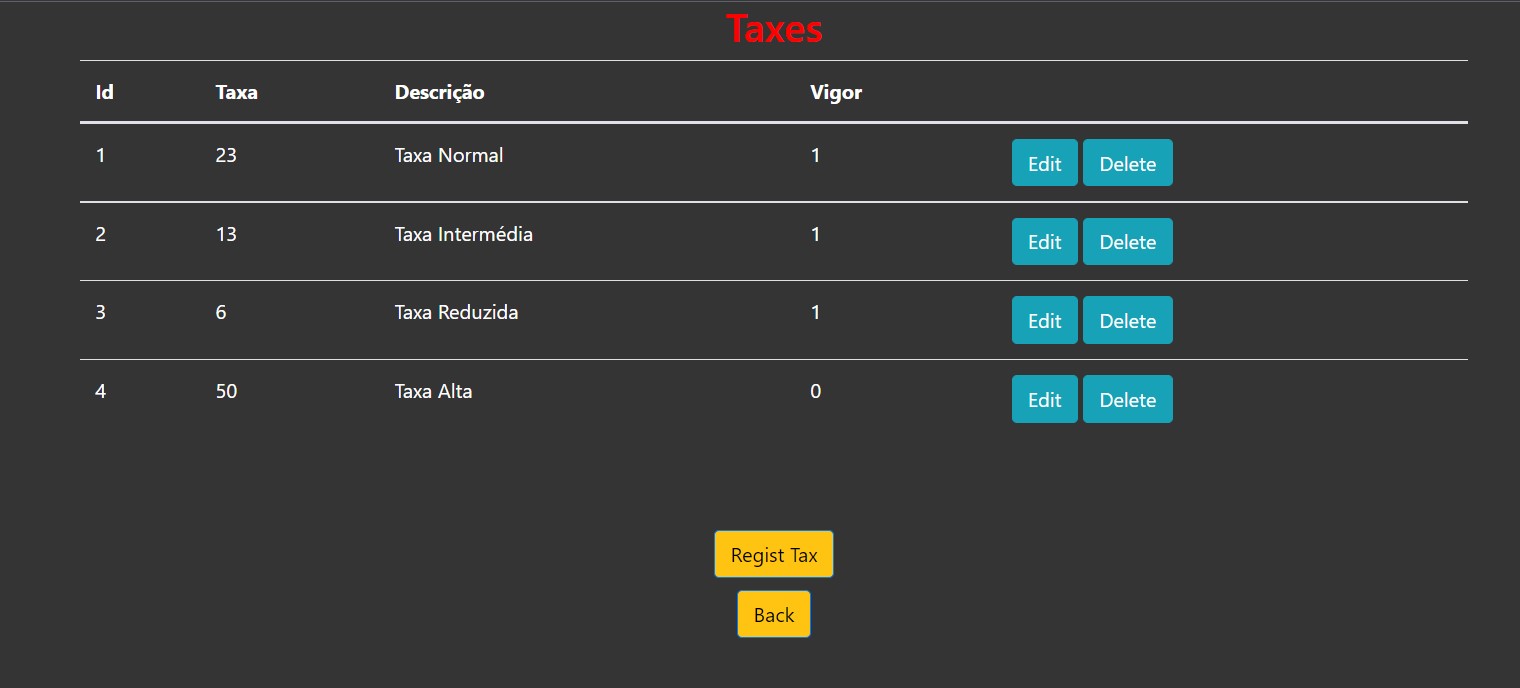 Taxes
Id Taxa Descrição Vigor
1 23 Taxa Normal 1 Edit Delete
2 13 Taxa Intermédia 1 Edit Delete
3 6 Taxa Reduzida 1 Edit Delete
4 50 Taxa Alta 0 Edit Delete
Regist Tax
Back